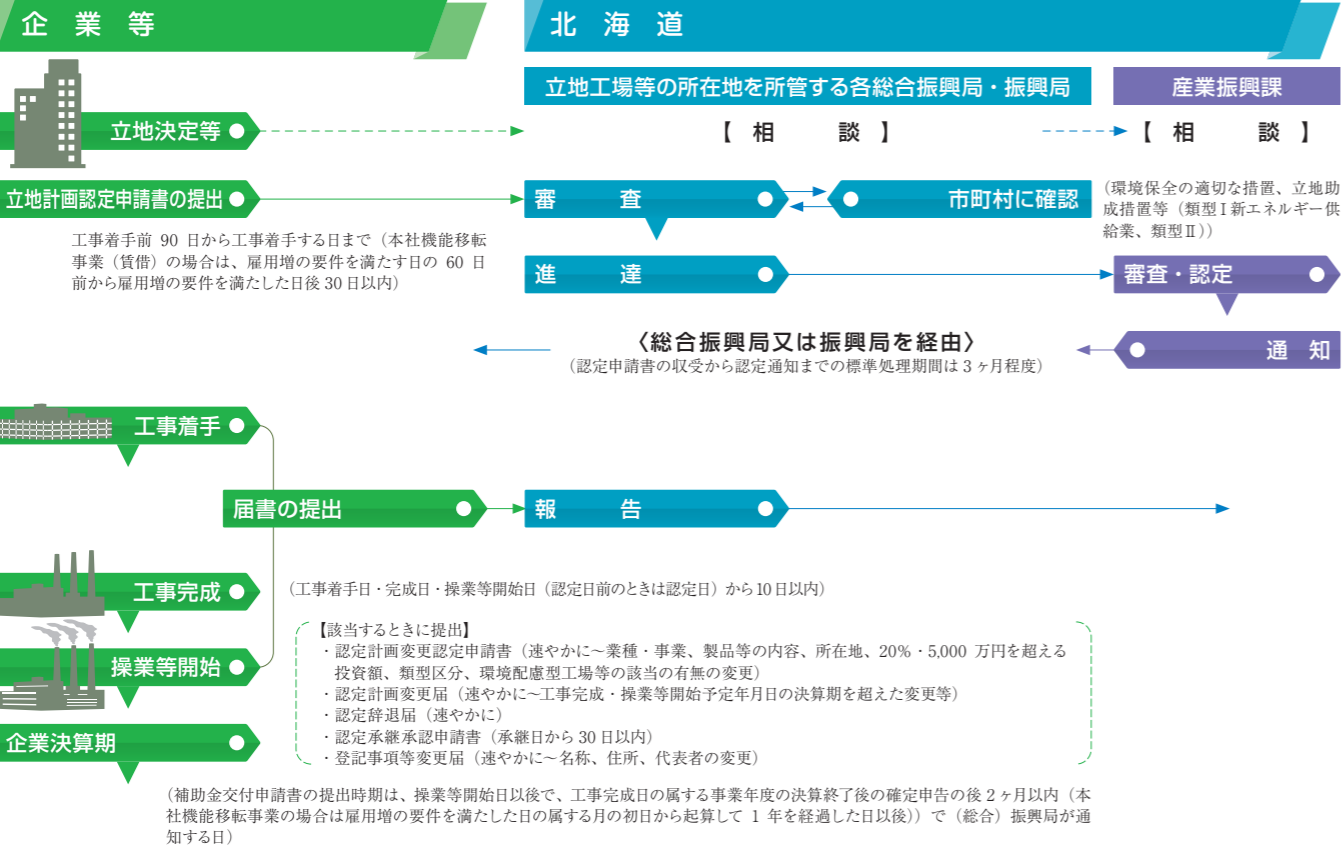 企業等
北海道
立地工場等の所在地を所管する各総合振興局・振興局
産業振興課
立地決定等
【相談】
【相談】
立地計画認定申請書の提出
審査
市町村に確認
(環境保全の適切な措置、立地助
成措置等（類型Ⅰ新エネルギー供
給業、類型Ⅱ))
工事着手前 90 日から工事着手する日まで（本社機能移転
事業（賃借）の場合は、雇用増の要件を満たす日の 60 日
前から雇用増の要件を満たした日後 30 日以内）
進達
審査・認定
〈総合振興局又は振興局を経由〉
（認定申請書の収受から認定通知までの標準処理期間は 3 ヶ月程度）
通知
工事着手
届書の提出
報告
工事完成
（工事着手日・完成日・操業等開始日（認定日前のときは認定日）から10日以内）
操業等開始
【該当するときに提出】
・認定計画変更認定申請書（速やかに～業種・事業、製品等の内容、所在地、20%・5,000 万円を超える
投資額、類型区分、環境配慮型工場等の該当の有無の変更）
・認定計画変更届（速やかに～工事完成・操業等開始予定年月日の決算期を超えた変更等）
・認定辞退届（速やかに）
・認定承継承認申請書（承継日から 30 日以内）
・登記事項等変更届（速やかに～名称、住所、代表者の変更）
企業決算期
（補助金交付申請書の提出時期は、操業等開始日以後で、工事完成日の属する事業年度の決算終了後の確定申告の後 2 ヶ月以内（本
社機能移転事業の場合は雇用増の要件を満たした日の属する月の初日から起算して 1 年を経過した日以後））で（総合）振興局が通
知する日）